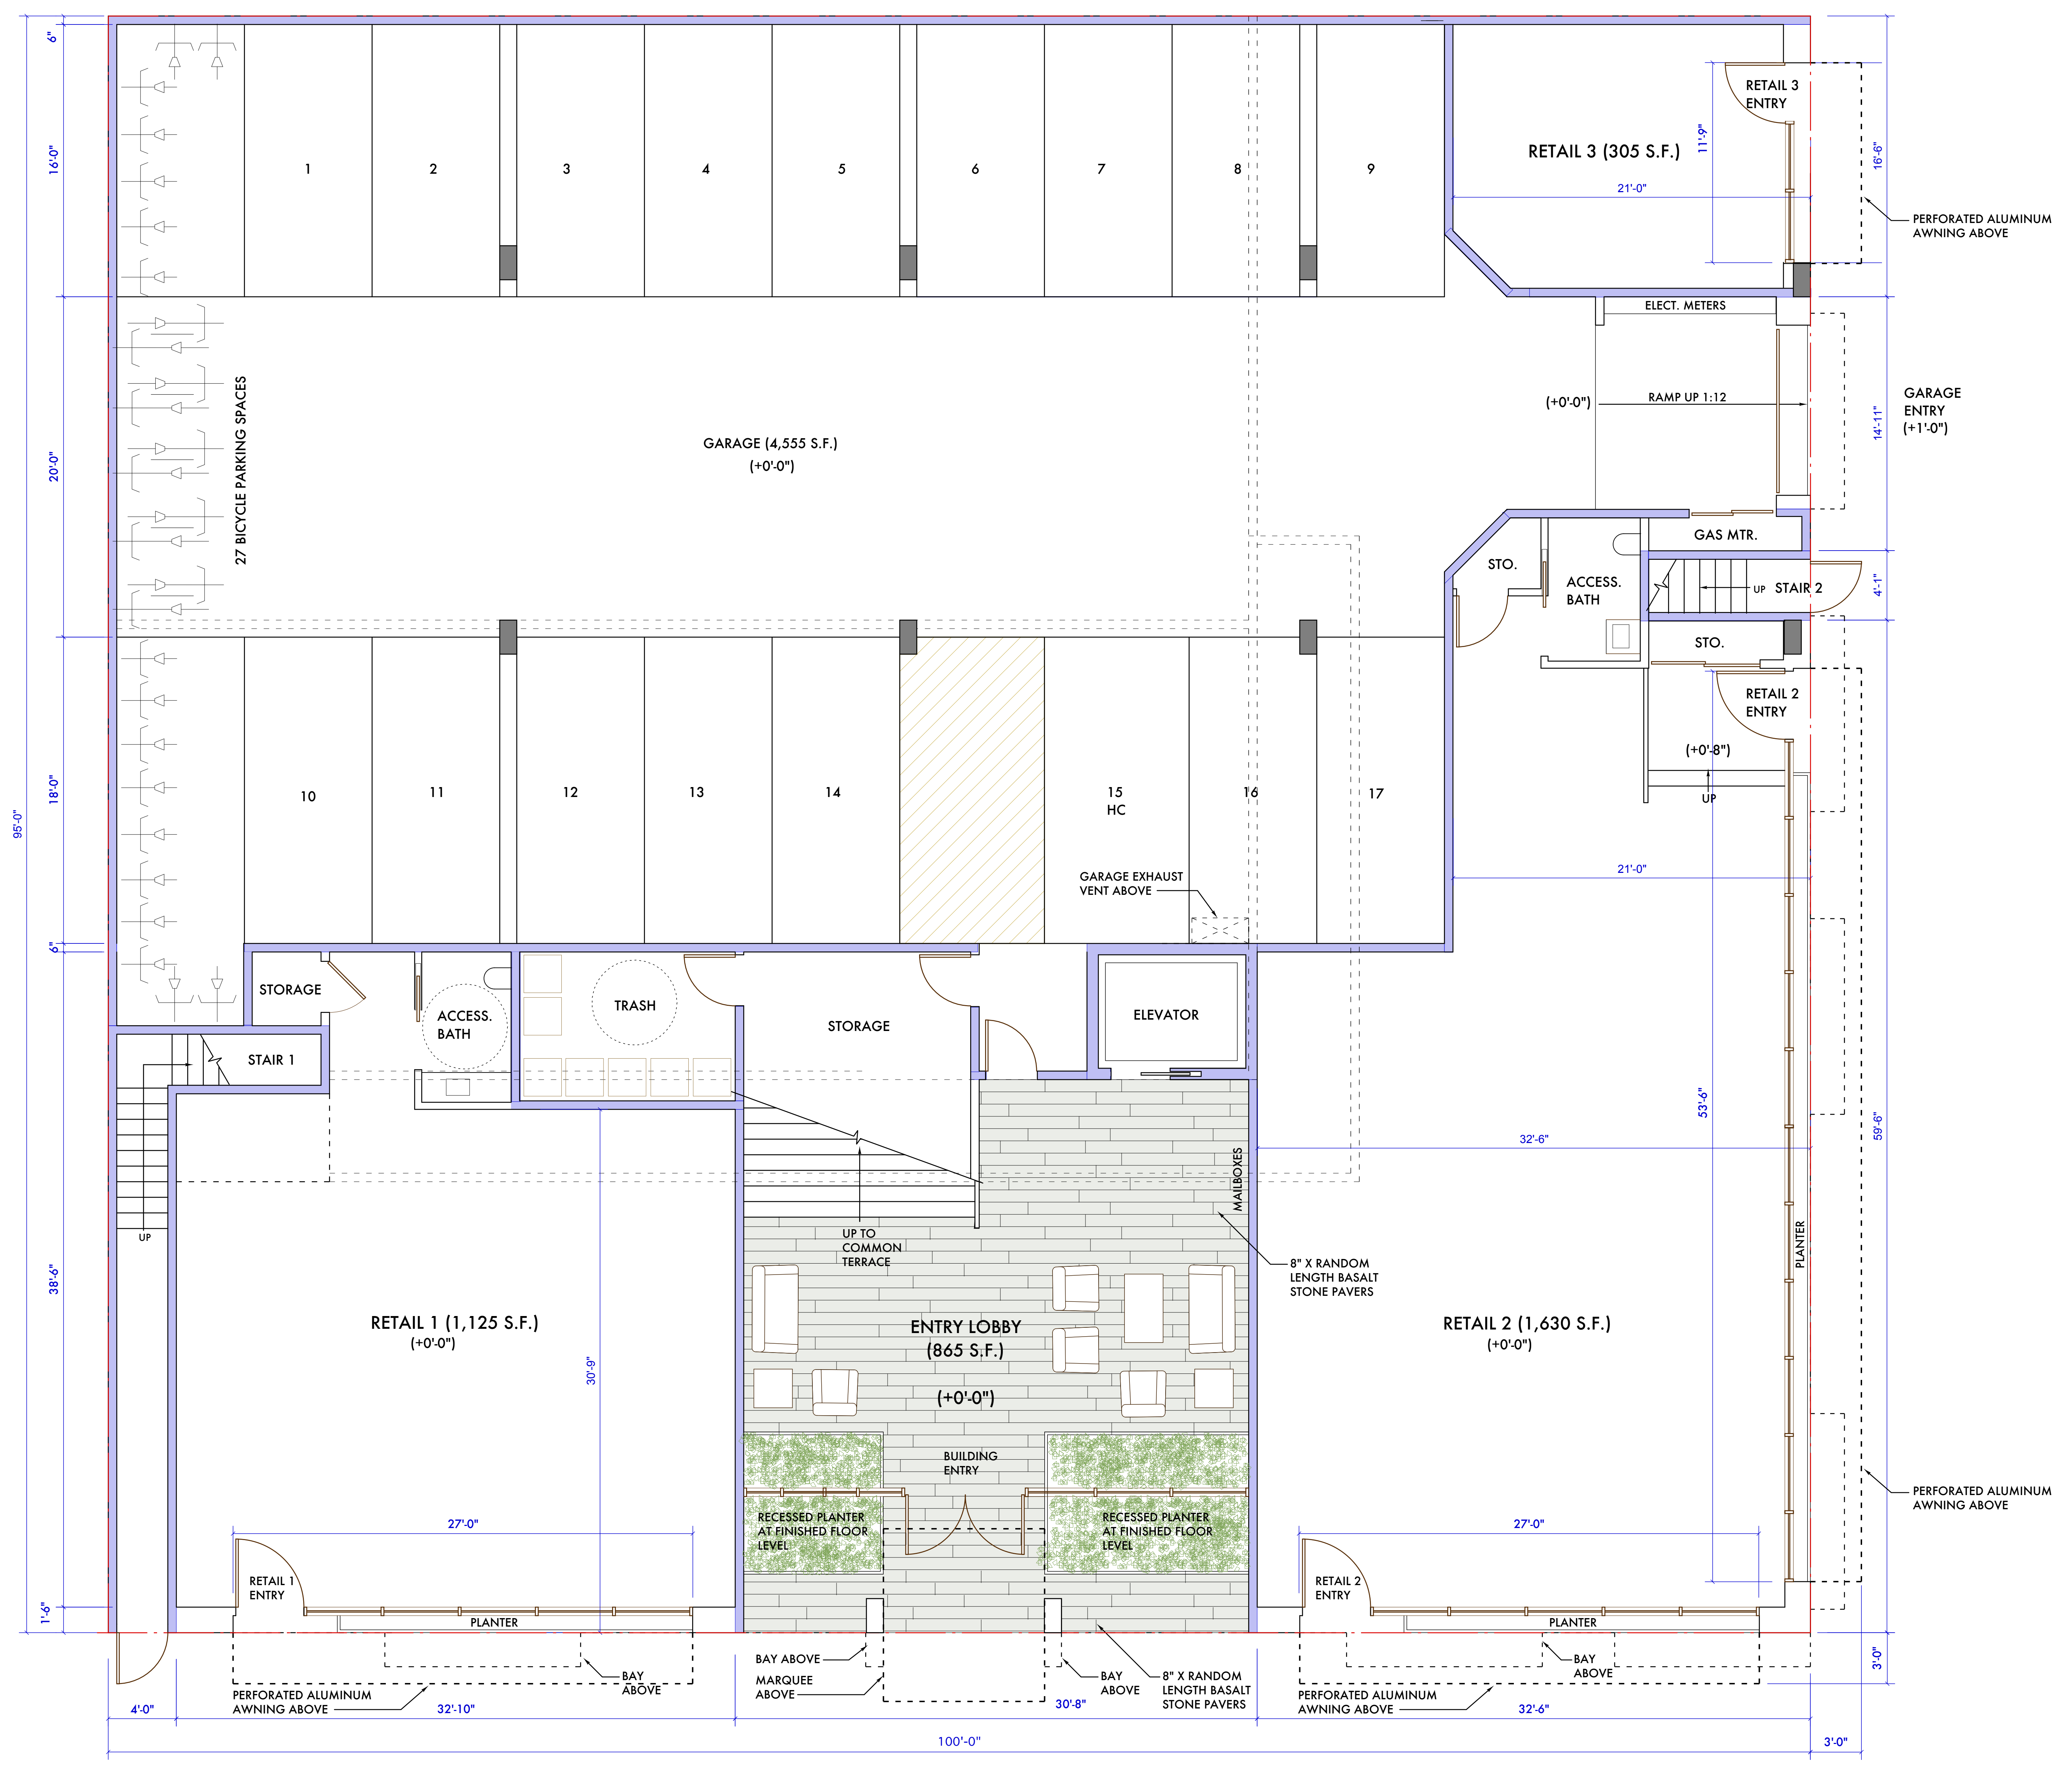 6"
16'-0"
20'-0"
18'-0"
6"
95'-0"
38'-6"
1'-6"
1
2
3
4
5
6
7
8
9
RETAIL 3
ENTRY
RETAIL 3 (305 S.F.)
11'-9"
21'-0"
16'-6"
PERFORATED ALUMINUM
AWNING ABOVE
ELECT. METERS
27 BICYCLE PARKING SPACES
GARAGE (4,555 S.F.)
(+0'-0")
(+0'-0")
RAMP UP 1:12
14'-11"
GARAGE
ENTRY
(+1'-0")
GAS MTR.
STO.
ACCESS.
BATH
UP
STAIR 2
4'-1"
STO.
RETAIL 2
ENTRY
(+0'-8")
UP
10
11
12
13
14
15
HC
16
17
GARAGE EXHAUST
VENT ABOVE
21'-0"
STORAGE
ACCESS.
BATH
TRASH
STORAGE
ELEVATOR
STAIR 1
UP
53'-6"
59'-6"
32'-6"
MAILBOXES
UP TO
COMMON
TERRACE
8" X RANDOM
LENGTH BASALT
STONE PAVERS
PLANTER
RETAIL 1 (1,125 S.F.)
(+0'-0")
30'-9"
ENTRY LOBBY
(865 S.F.)
(+0'-0")
RETAIL 2 (1,630 S.F.)
(+0'-0")
BUILDING
ENTRY
RECESSED PLANTER
AT FINISHED FLOOR
LEVEL
RECESSED PLANTER
AT FINISHED FLOOR
LEVEL
PERFORATED ALUMINUM
AWNING ABOVE
27'-0"
27'-0"
RETAIL 1
ENTRY
RETAIL 2
ENTRY
PLANTER
PLANTER
BAY
ABOVE
BAY ABOVE
MARQUEE
ABOVE
BAY
ABOVE
8" X RANDOM
LENGTH BASALT
STONE PAVERS
BAY
ABOVE
3'-0"
PERFORATED ALUMINUM
AWNING ABOVE
PERFORATED ALUMINUM
AWNING ABOVE
4'-0"
32'-10"
30'-8"
32'-6"
100'-0"
3'-0"